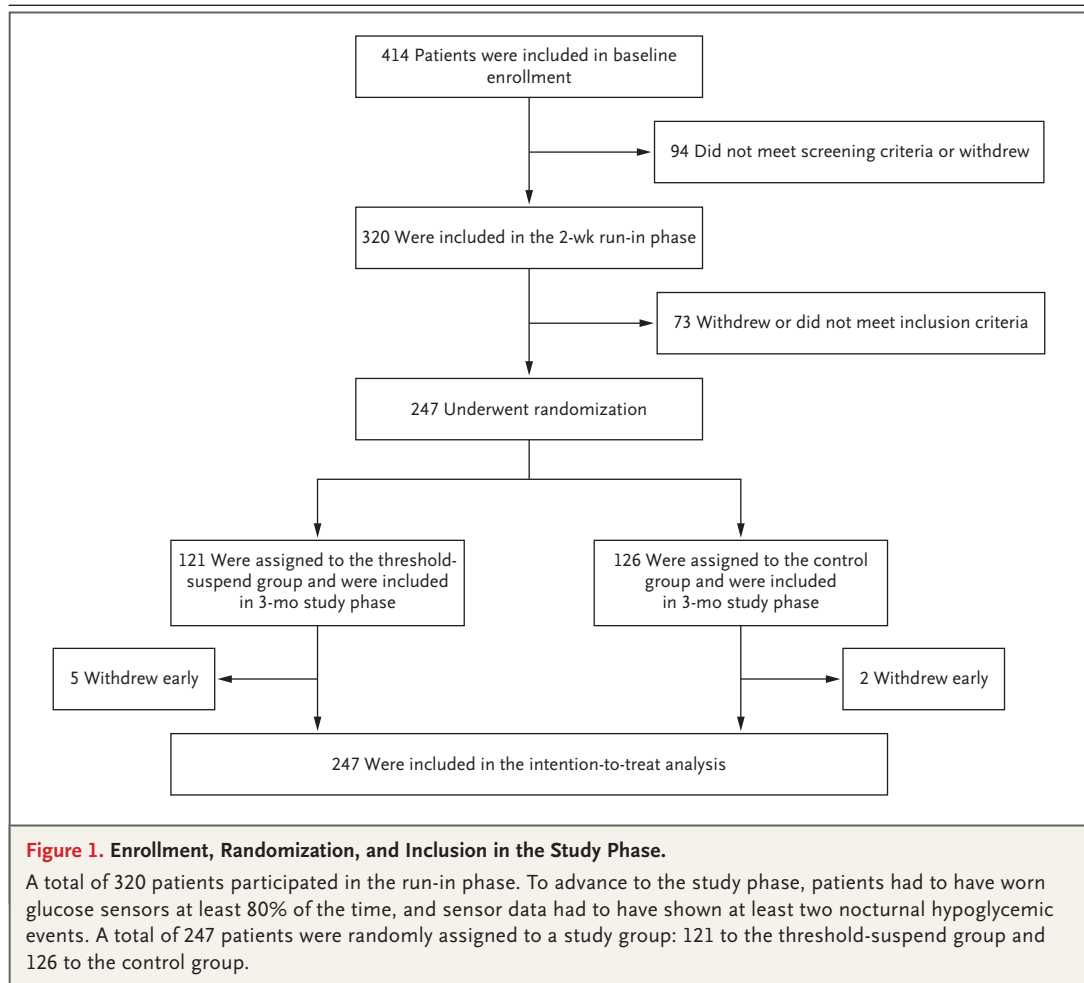 414 Patients were included in baseline
enrollment
94 Did not meet screening criteria or withdrew
320 Were included in the 2-wk run-in phase
73 Withdrew or did not meet inclusion criteria
247 Underwent randomization
121 Were assigned to the threshold-
suspend group and were included
in 3-mo study phase
126 Were assigned to the control
group and were included
in 3-mo study phase
5 Withdrew early
2 Withdrew early
247 Were included in the intention-to-treat analysis
Figure 1. Enrollment, Randomization, and Inclusion in the Study Phase.
A total of 320 patients participated in the run-in phase. To advance to the study phase, patients had to have worn
glucose sensors at least 80% of the time, and sensor data had to have shown at least two nocturnal hypoglycemic
events. A total of 247 patients were randomly assigned to a study group: 121 to the threshold-suspend group and
126 to the control group.